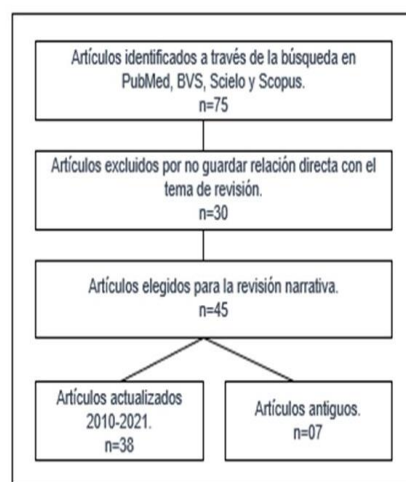 Artículos identificados a través de la búsqueda en
PubMed, BVS, Scielo y Scopus.
n=75
Artículos excluidos por no guardar relación directa con el
tema de revisión.
n=30
Artículos elegidos para la revisión narrativa.
n=45
Artículos actualizados
2010-2021.
n=38
Artículos antiguos.
n=07